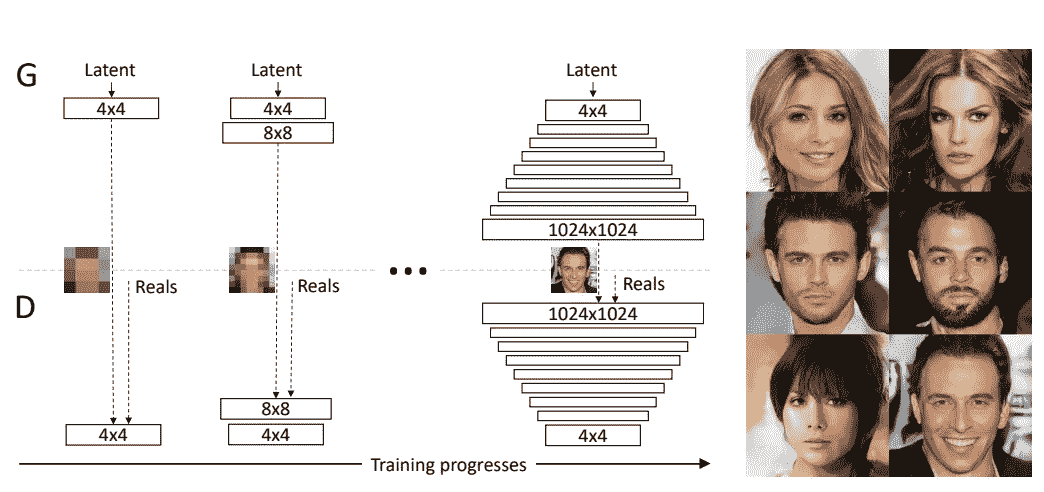 G
Latent
Latent
Latent
4x4
4x4
4x4
8x8
1024x1024
Reals
Reals
Reals
D
1024x1024
8x8
4x4
4x4
4x4
Training progresses